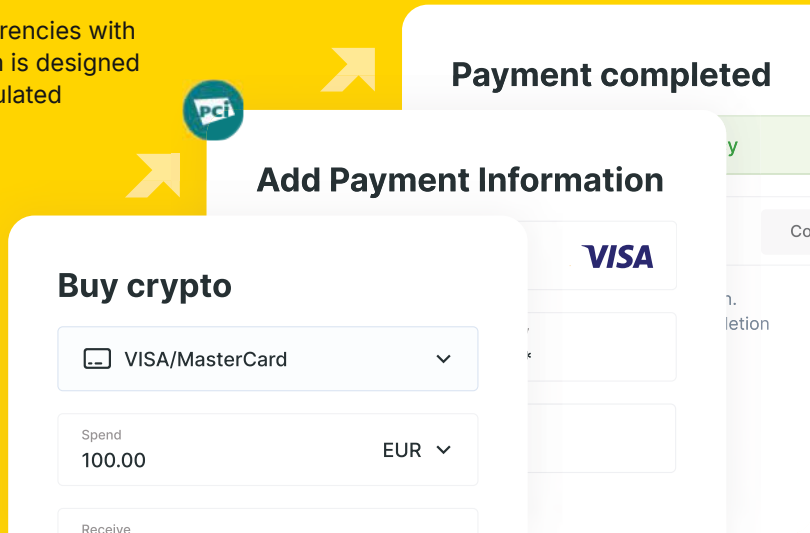 rencies with
is designed
ulated
Payment completed
PCi
y
Add Payment Information
Co
VISA
Buy crypto
n.
letion
VISA/MasterCard
Spend
100.00
EUR
Receive